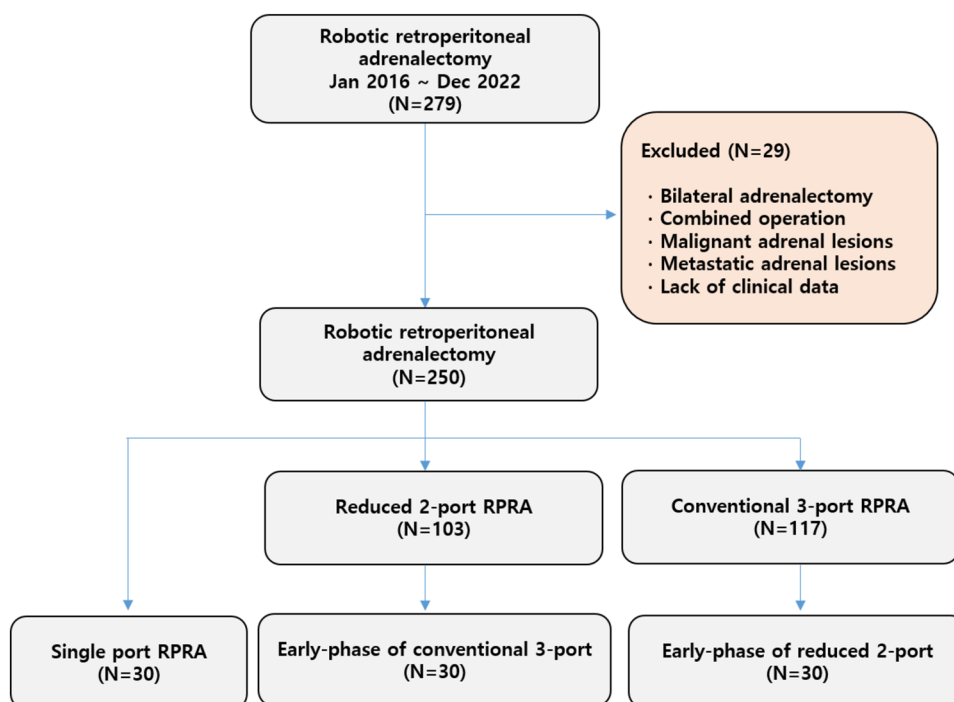 Robotic retroperitoneal
adrenalectomy
Jan 2016 ~ Dec 2022
(N=279)
Excluded (N=29)
· Bilateral adrenalectomy
· Combined operation
· Malignant adrenal lesions
· Metastatic adrenal lesions
· Lack of clinical data
Robotic retroperitoneal
adrenalectomy
(N=250)
Reduced 2-port RPRA
(N=103)
Conventional 3-port RPRA
(N=117)
Single port RPRA
(N=30)
Early-phase of conventional 3-port
(N=30)
Early-phase of reduced 2-port
(N=30)